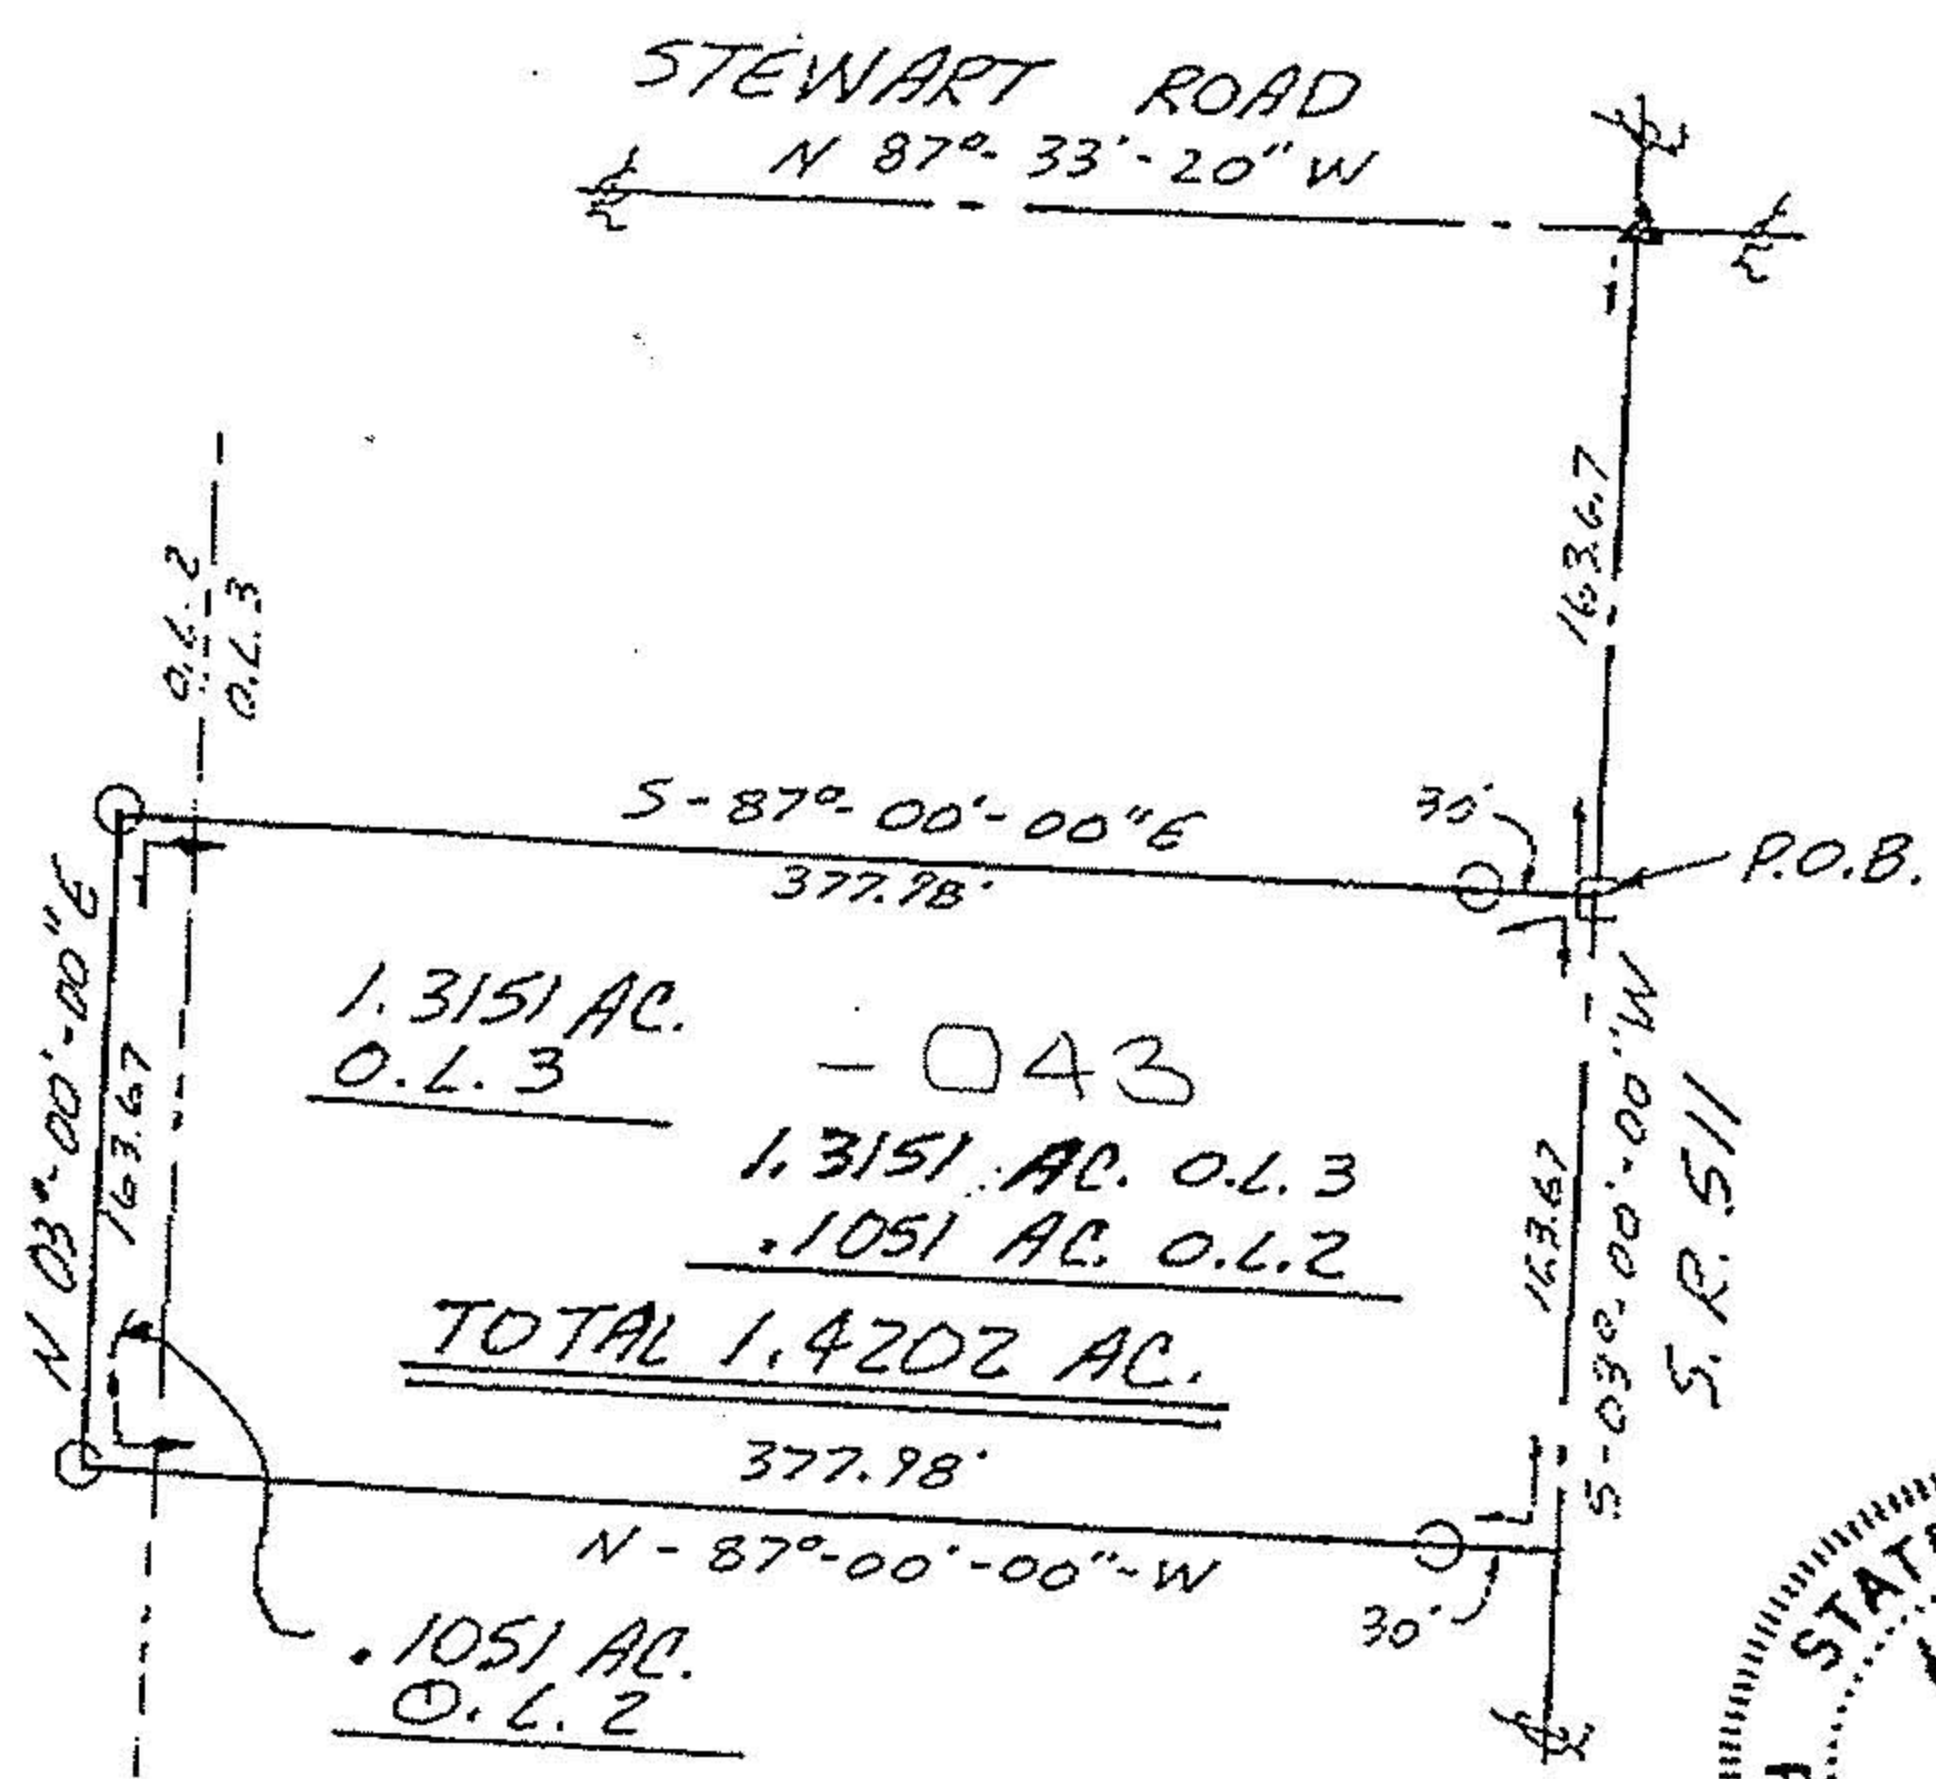 STEWART ROAD
N 87°-33'-20" W
163.67
O.L. 2
O.L. 3
S-87°-00'-00"E
377.98'
30'
P.O.B.
N 03°-00'-00"E
163.67
1.3151 AC.
O.L. 3
-043
1.3151 AC. O.L. 3
.1051 AC. O.L. 2
TOTAL 1.4202 AC.
163.67
S-03°-00'-00"W
S.R. 511
377.98'
N-87°-00'-00"-W
30'
.1051 AC.
O.L. 2